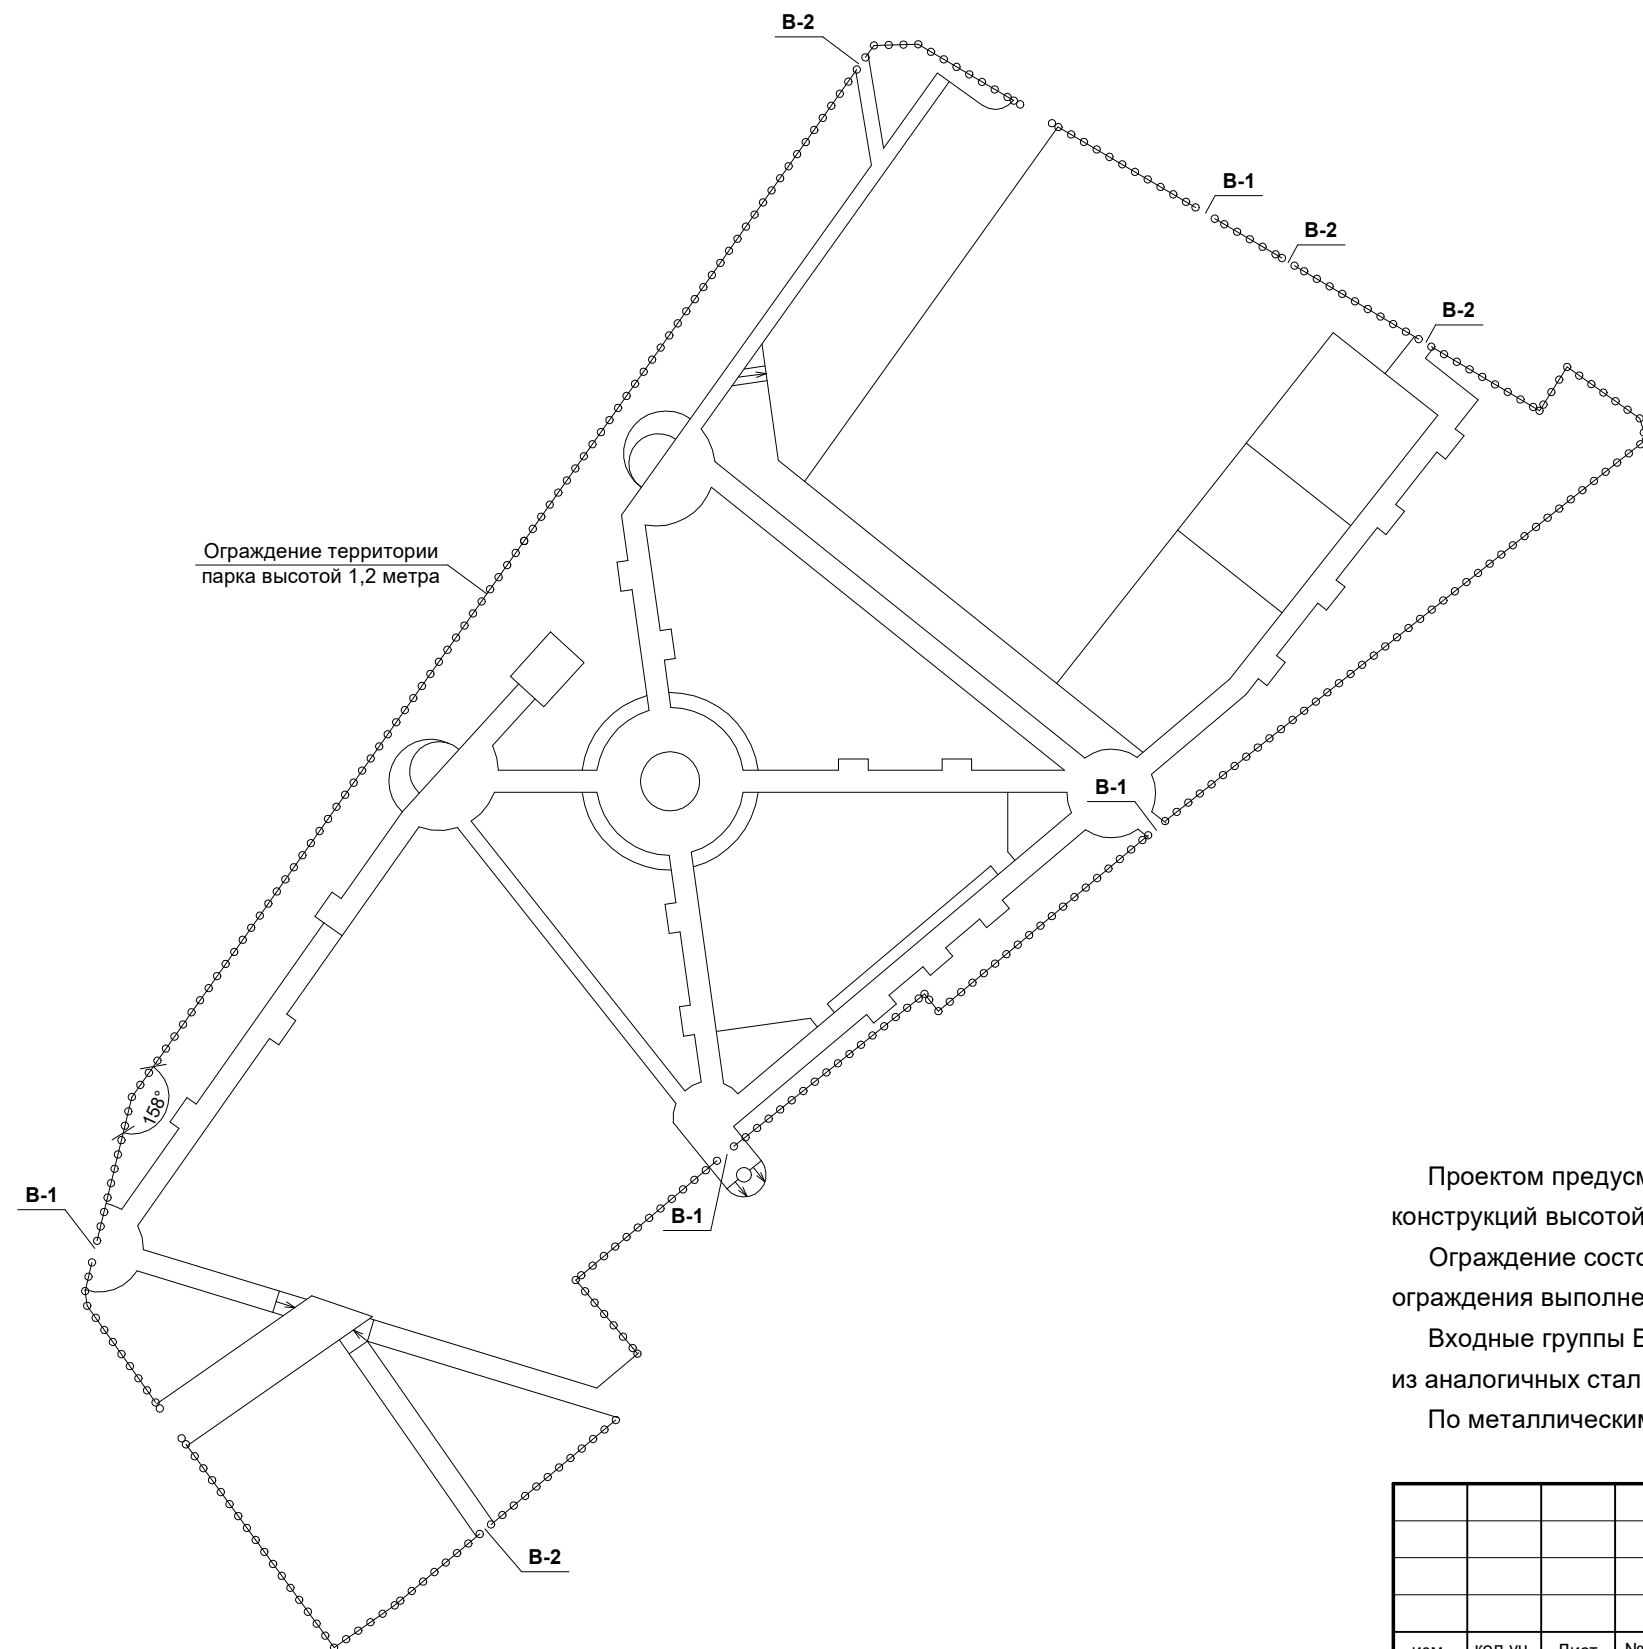 В-2
В-1
В-2
В-2
Ограждение территории
парка высотой 1,2 метра
В-1
158°
В-1
В-1
В-2
Проектом предусм
конструкций высотой
Ограждение состо
ограждения выполне
Входные группы В
из аналогичных стал
По металлическим
изм. кол.уч. Лист №